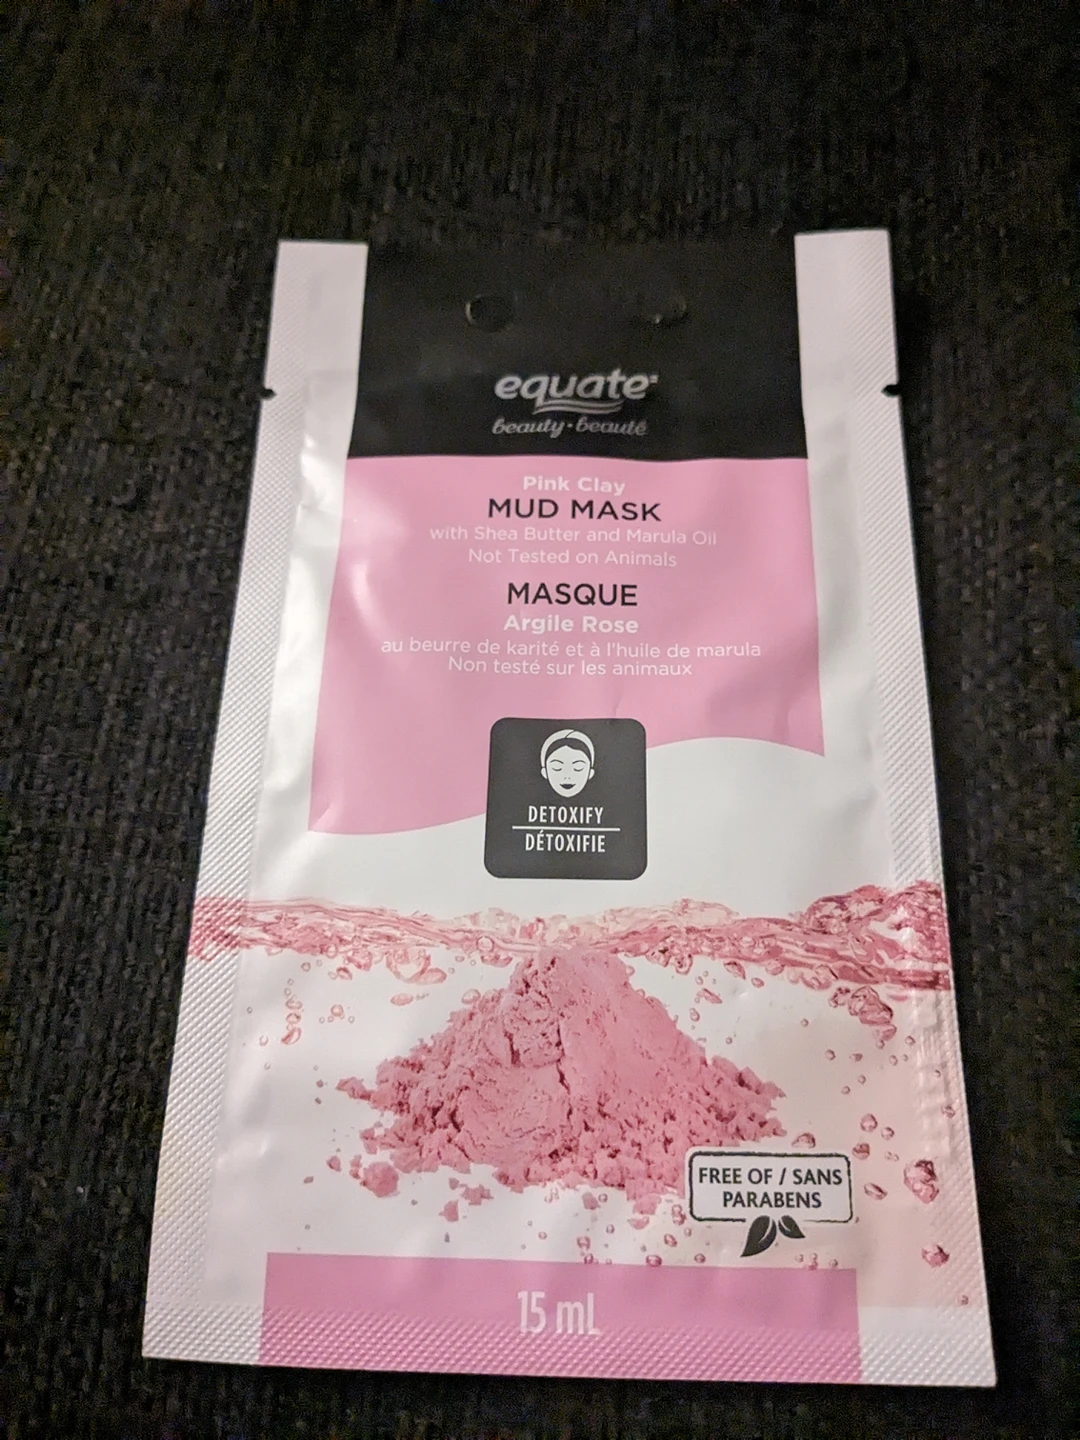 equate
beauty·beauté
Pink Clay
MUD MASK
with Shea Butter and Marula Oil
Not Tested on Animals
MASQUE
Argile Rose
au beurre de karité et à l'huile de marula
Non testé sur les animaux
DETOXIFY
DÉTOXIFIE
FREE OF / SANS
PARABENS
15 mL